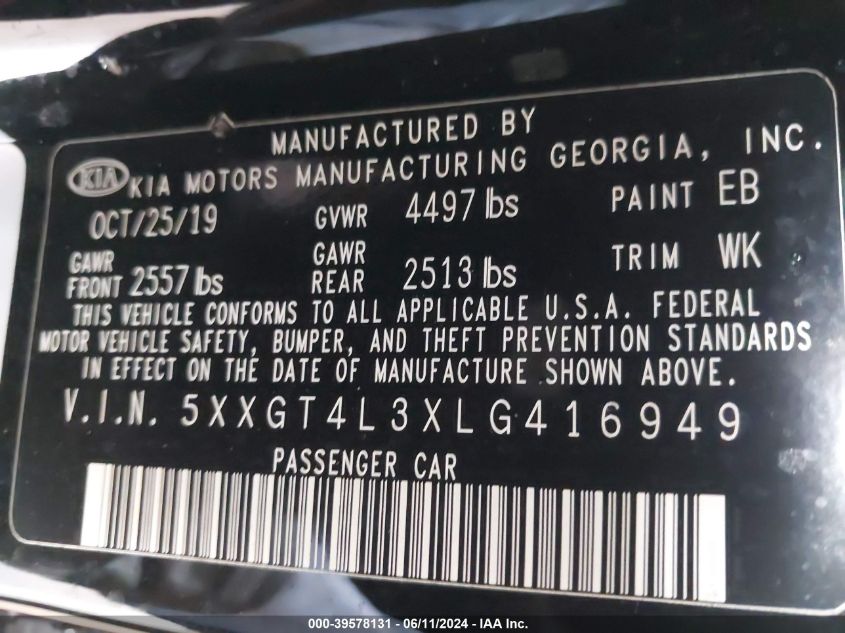 MANUFACTURED BY
KIA KIA MOTORS MANUFACTURING GEORGIA, INC.
OCT/25/19 GVWR 4497 lbs PAINT EB
GAWR FRONT 2557 lbs GAWR REAR 2513 lbs TRIM WK
THIS VEHICLE CONFORMS TO ALL APPLICABLE U.S.A. FEDERAL
MOTOR VEHICLE SAFETY, BUMPER, AND THEFT PREVENTION STANDARDS
IN EFFECT ON THE DATE OF MANUFACTURE SHOWN ABOVE.
V.I.N. 5XXGT4L3XLG416949
PASSENGER CAR
000-39578131 - 06/11/2024 - IAA Inc.